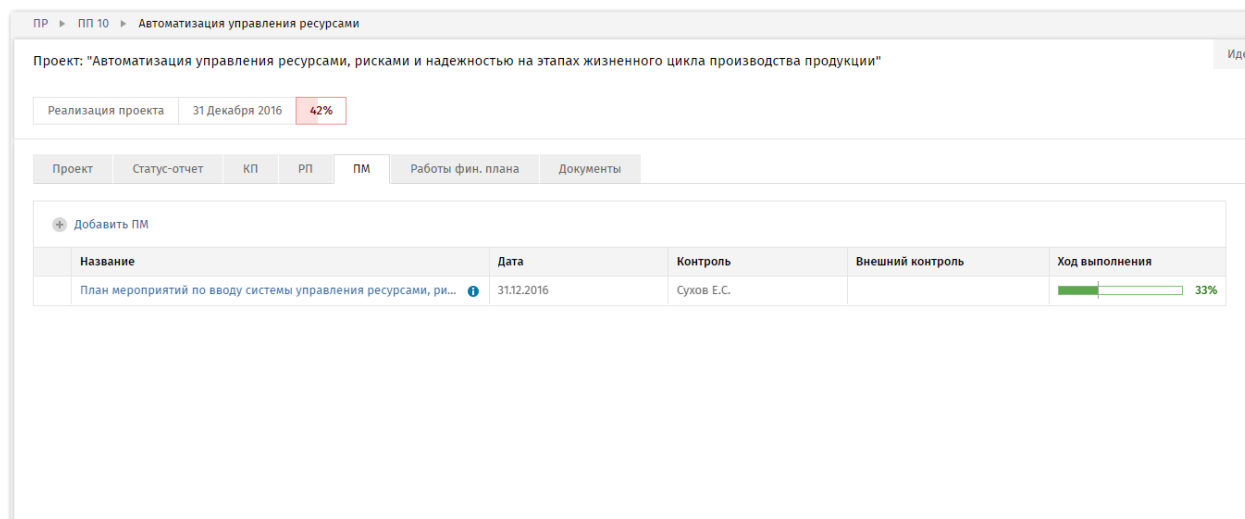 ПР ▸ ПП 10 ▸ Автоматизация управления ресурсами
Проект: "Автоматизация управления ресурсами, рисками и надежностью на этапах жизненного цикла производства продукции"
Реализация проекта 31 Декабря 2016 42%
Проект Статус-отчет КП РП ПМ Работы фин. плана Документы
Добавить ПМ
Название Дата Контроль Внешний контроль Ход выполнения
План мероприятий по вводу системы управления ресурсами, ри... 31.12.2016 Сухов Е.С. 33%